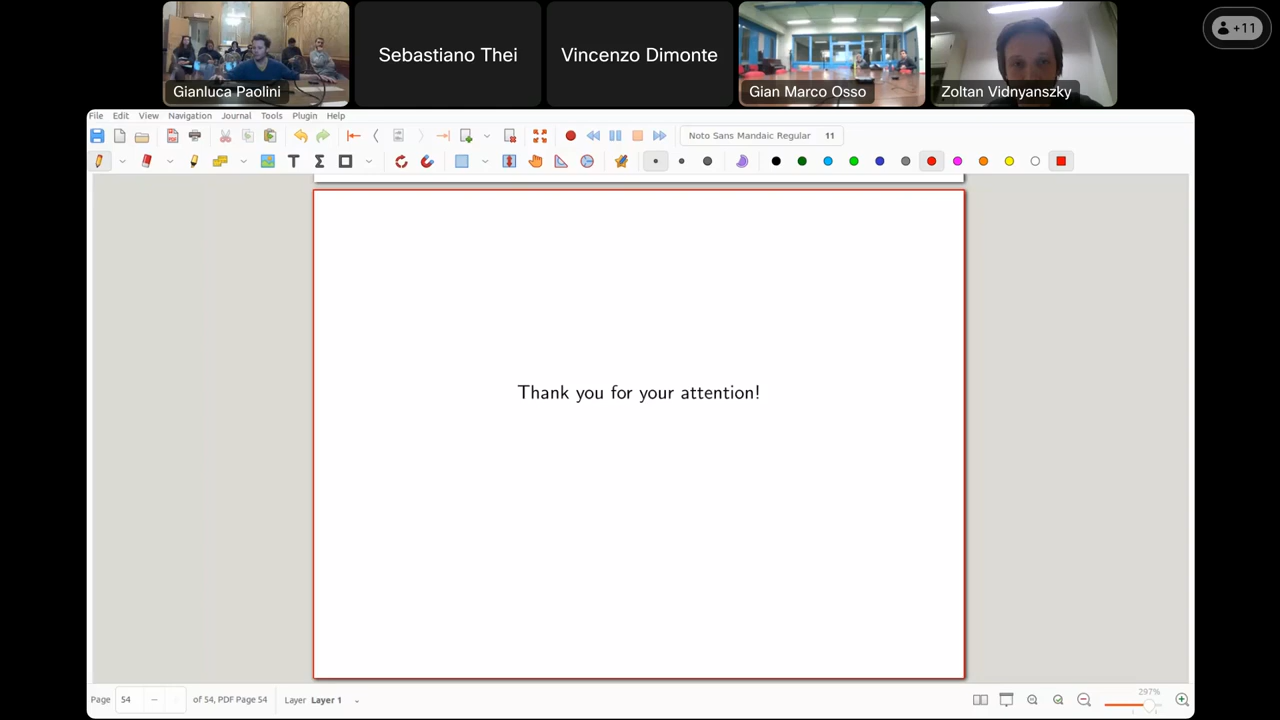 Gianluca Paolini
Sebastiano Thei
Vincenzo Dimonte
Gian Marco Osso
Zoltan Vidnyanszky
+11
File Edit View Navigation Journal Tools Plugin Help
Noto Sans Mandaic Regular 11
Thank you for your attention!
Page 54 of 54, PDF Page 54 Layer Layer 1
297%